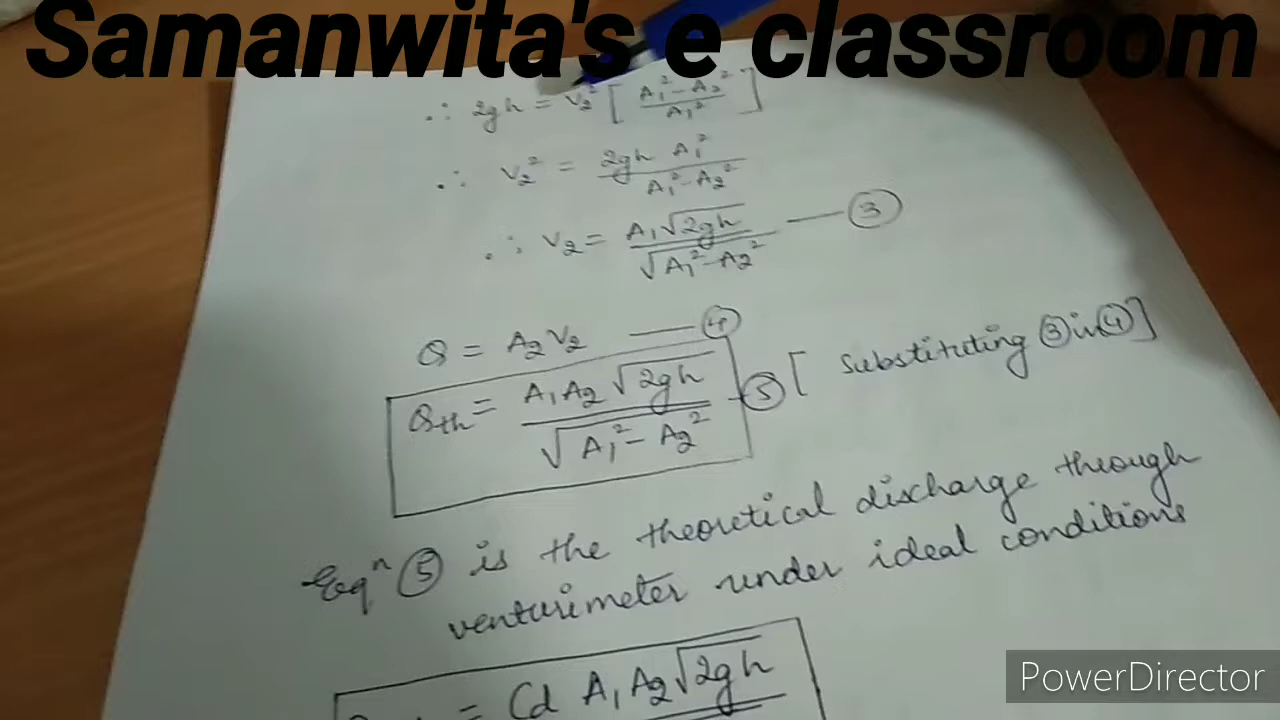 Samanwita's e classroom
∴ 2gh = V₂² [ (A₁² - A₂²) / A₁² ]
∴ V₂² = 2gh A₁² / (A₁² - A₂²)
∴ V₂ = A₁√2gh / √(A₁² - A₂²) — ③
Q = A₂V₂ — ④
Qth = A₁A₂√2gh / √(A₁² - A₂²) - ⑤ [ Substituting ③ in ④ ]
Eqⁿ ⑤ is the theoretical discharge through
venturimeter under ideal conditions
= Cd A₁A₂√2gh
PowerDirector